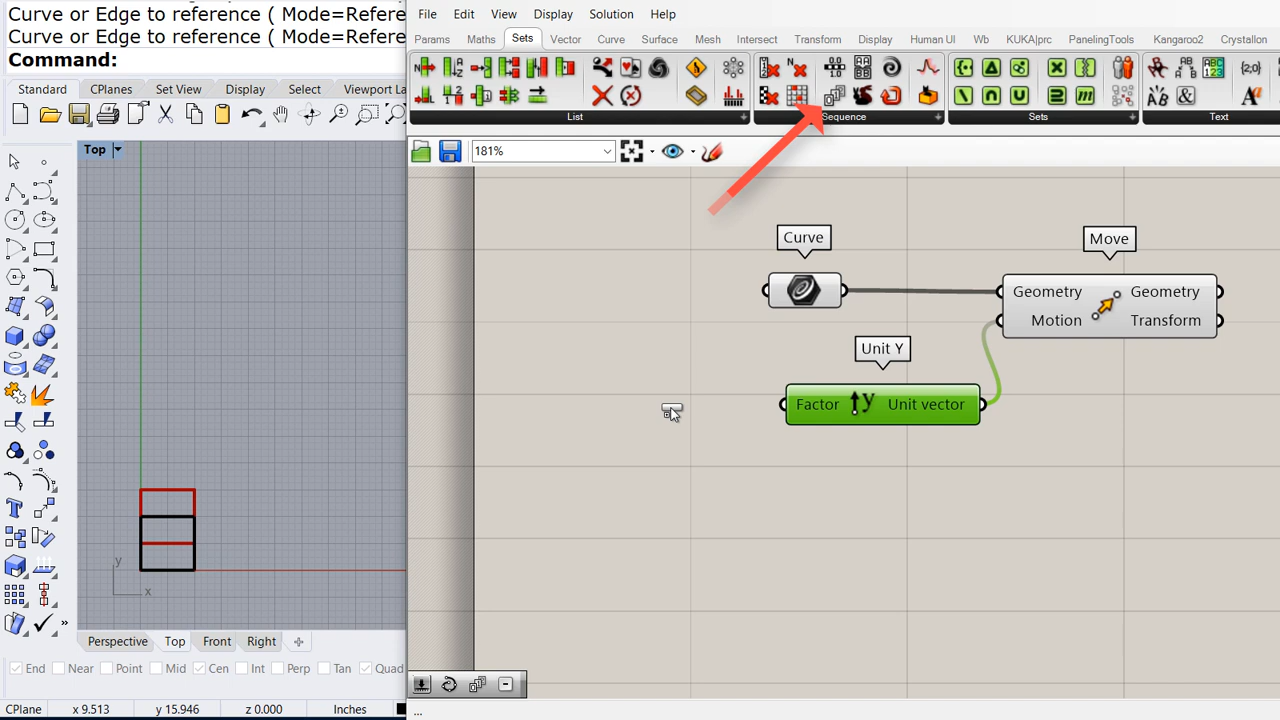 Curve or Edge to reference ( Mode=Refere
Curve or Edge to reference ( Mode=Refere
Command:
Standard CPlanes Set View Display Select Viewport La
Top
y
x
Perspective Top Front Right
End Near Point Mid Cen Int Perp Tan Quad
CPlane x 9.513 y 15.946 z 0.000 Inches
File Edit View Display Solution Help
Params Maths Sets Vector Curve Surface Mesh Intersect Transform Display Human UI Wb KUKA|prc PanelingTools Kangaroo2 Crystallon
List Sequence Sets Text
181%
Curve
Move
Geometry Geometry
Motion Transform
Unit Y
Factor y Unit vector
...